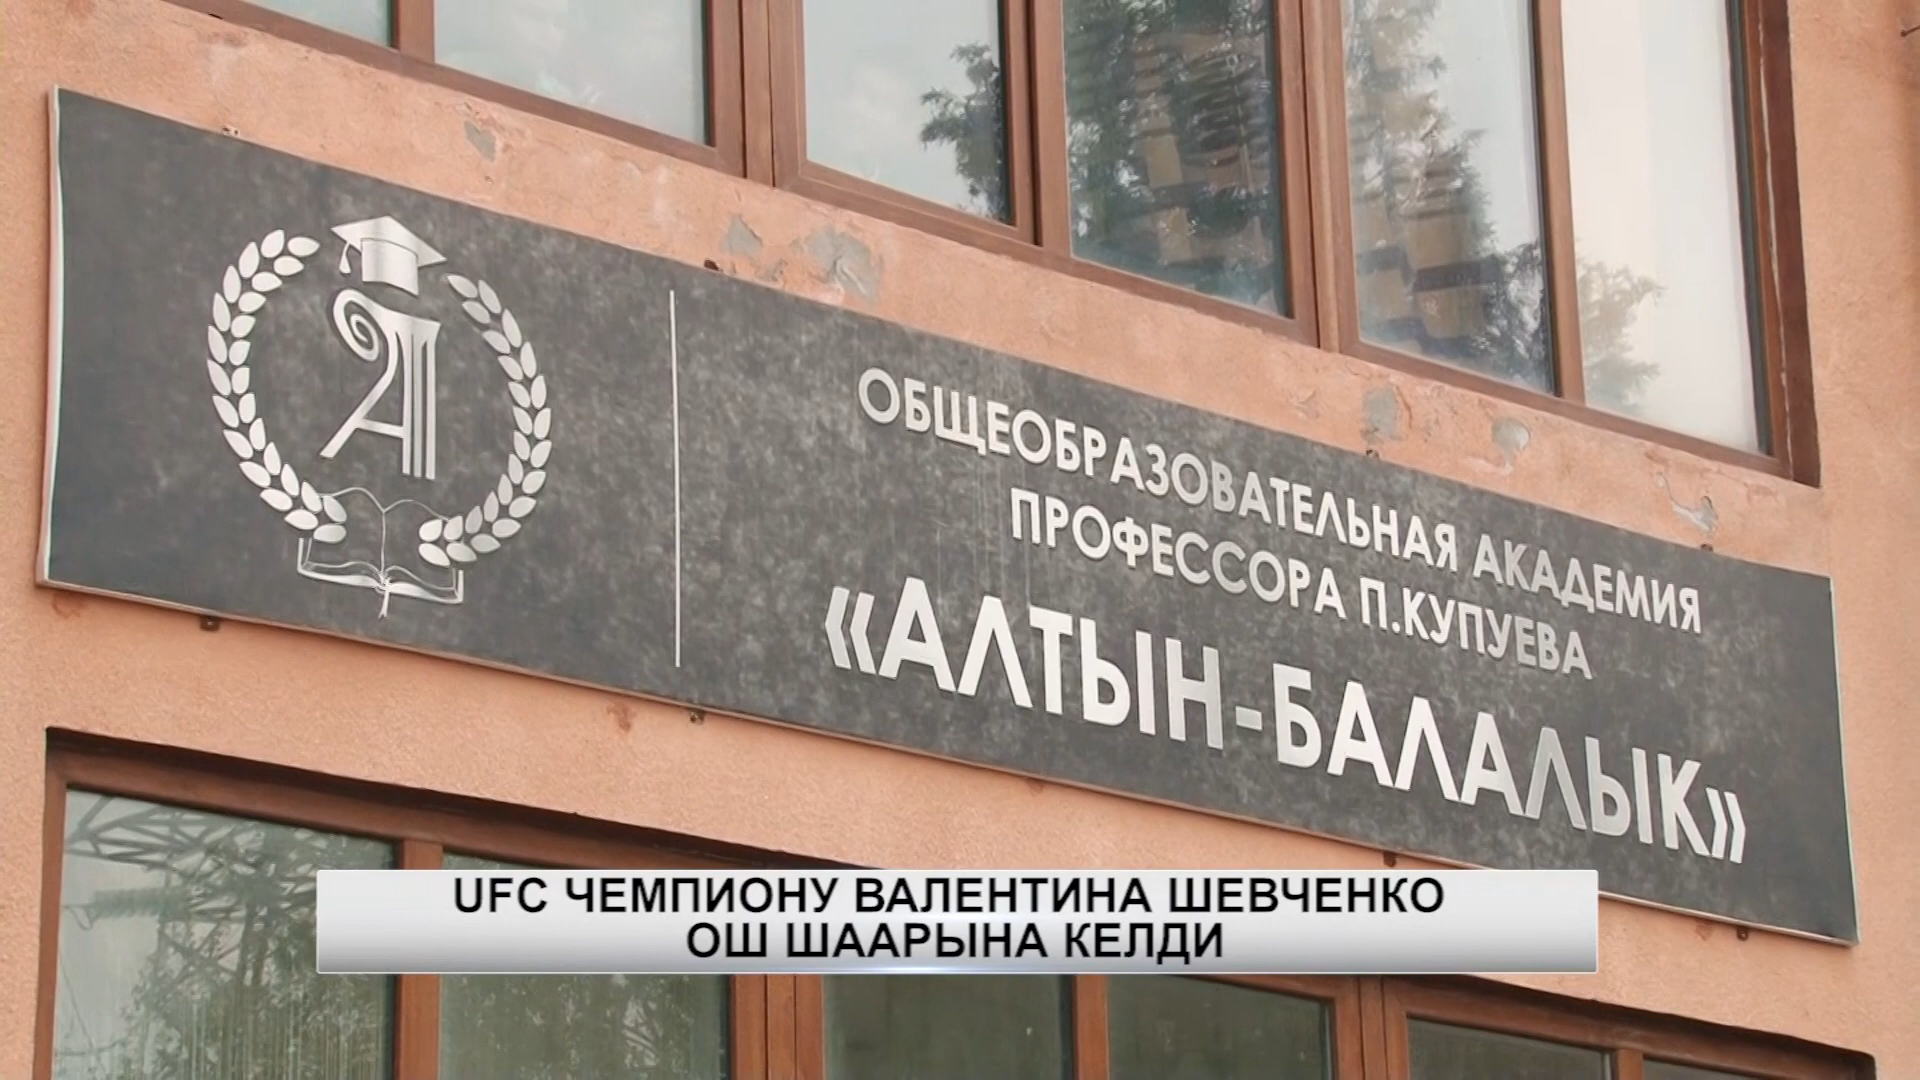 ОБЩЕОБРАЗОВАТЕЛЬНАЯ АКАДЕМИЯ
ПРОФЕССОРА П.КУПУЕВА
«АЛТЫН-БАЛАЛЫК»
UFC ЧЕМПИОНУ ВАЛЕНТИНА ШЕВЧЕНКО
ОШ ШААРЫНА КЕЛДИ